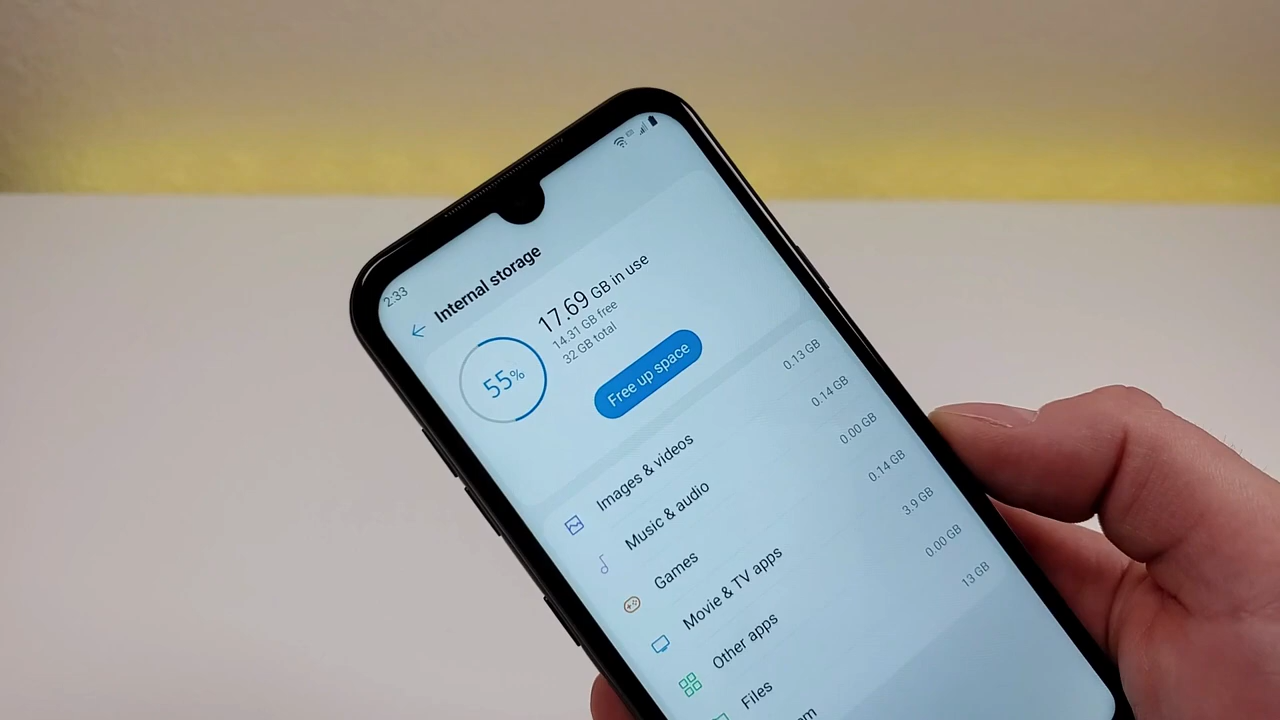 2:33
Internal storage
55%
17.69 GB in use
14.31 GB free
32 GB total
Free up space
Images & videos 0.13 GB
Music & audio 0.14 GB
Games 0.00 GB
Movie & TV apps 0.14 GB
Other apps 3.9 GB
Files 0.00 GB
13 GB